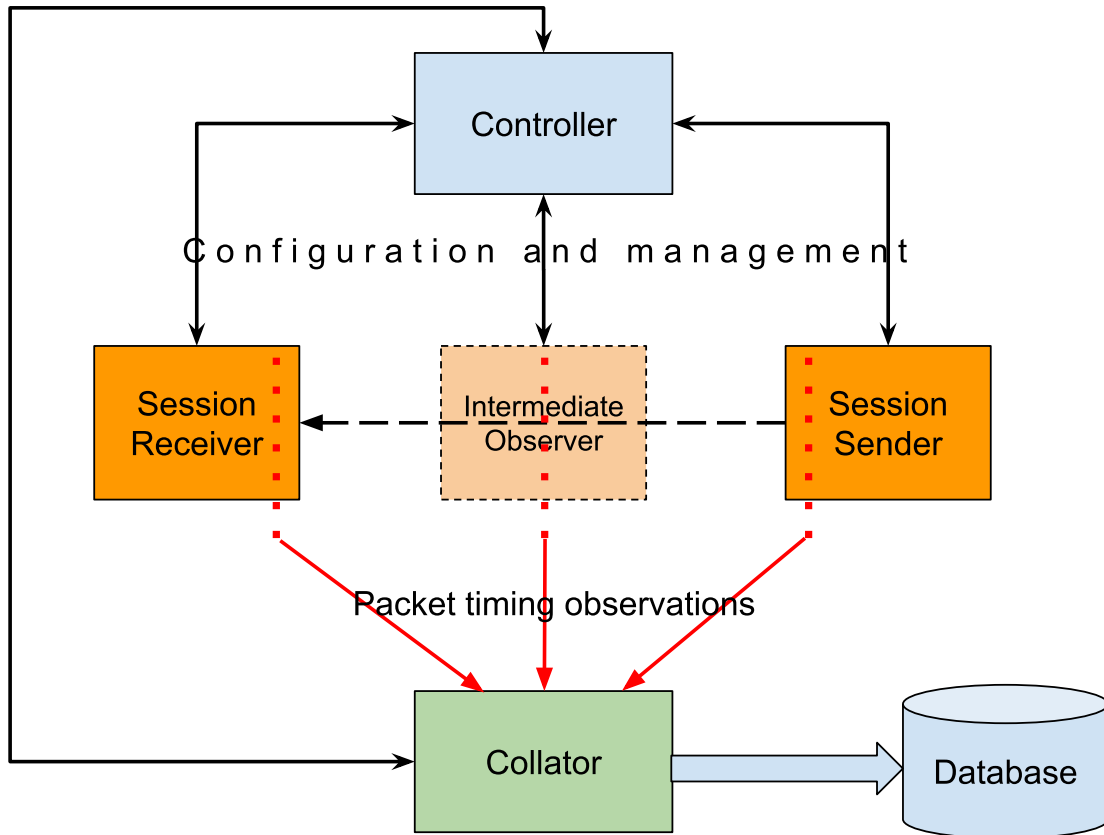 Controller
Configuration and management
Session
Receiver
Intermediate
Observer
Session
Sender
Packet timing observations
Collator
Database